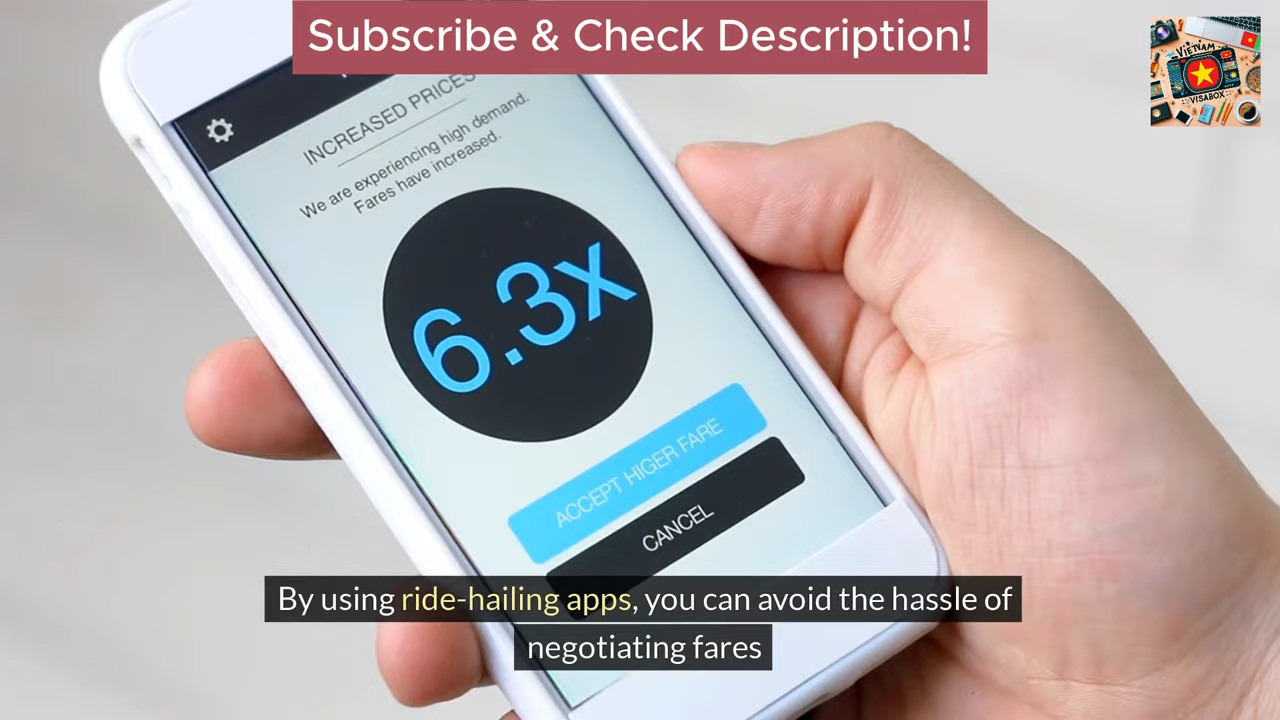 Subscribe & Check Description!
VIETNAM
VISABOX
INCREASED PRICES
We are experiencing high demand.
Fares have increased.
6.3x
ACCEPT HIGER FARE
CANCEL
By using ride-hailing apps, you can avoid the hassle of
negotiating fares